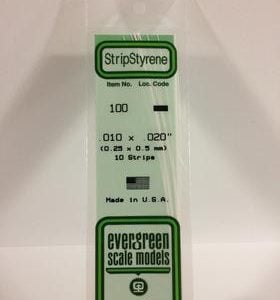 StripStyrene
Item No. Loc. Code
100
.010 x .020"
(0.25 x 0.5 mm)
10 Strips
Made in U.S.A.
evergreen
scale models